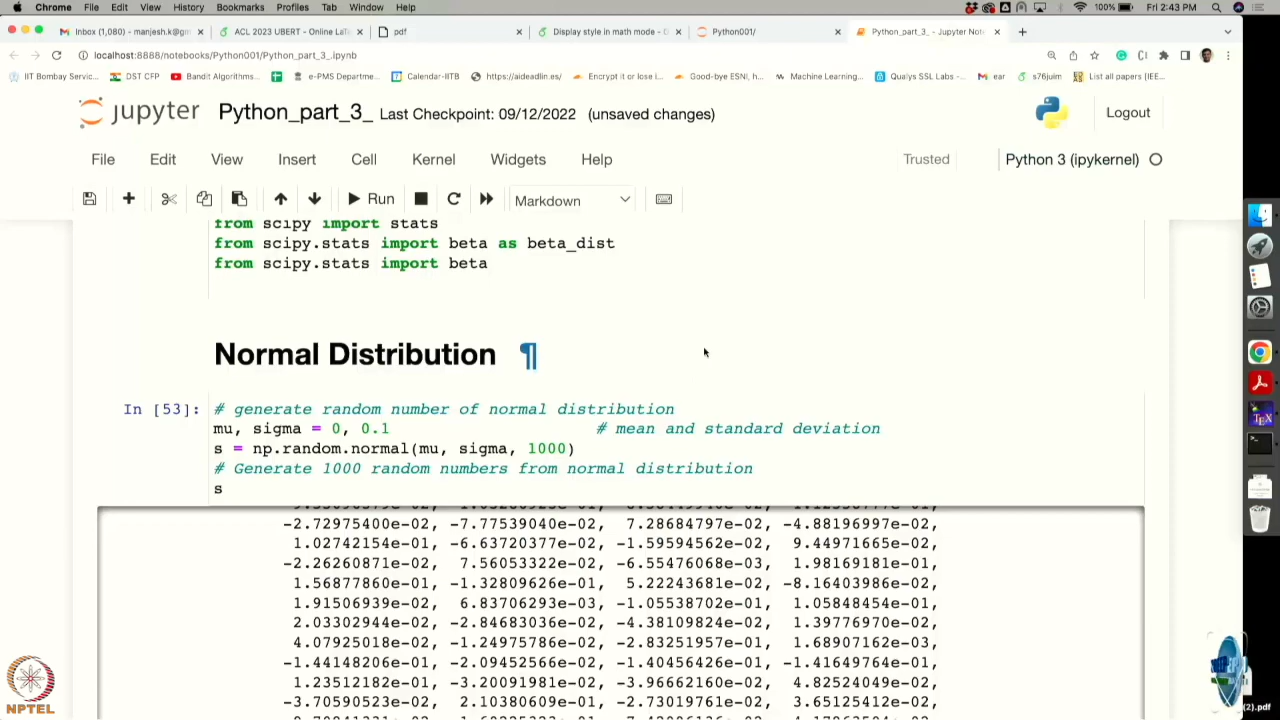 Chrome File Edit View History Bookmarks Profiles Tab Window Help 100% Fri 2:43 PM
Inbox (1,080) - manjesh.k@gm ACL 2023 UBERT - Online LaTe pdf Display style in math mode - O Python001/ Python_part_3_ - Jupyter Note
localhost:8888/notebooks/Python001/Python_part_3_.ipynb
IIT Bombay Servic... DST CFP Bandit Algorithms... e-PMS Departme... Calendar-IITB https://aideadlin.es/ Encrypt it or lose i... Good-bye ESNI, h... Machine Learning... Qualys SSL Labs -... ear s76juim List all papers (IEE...
jupyter Python_part_3_ Last Checkpoint: 09/12/2022 (unsaved changes) Logout
File Edit View Insert Cell Kernel Widgets Help Trusted Python 3 (ipykernel)
Run Markdown
from scipy import stats
from scipy.stats import beta as beta_dist
from scipy.stats import beta
Normal Distribution ¶
In [53]: # generate random number of normal distribution
mu, sigma = 0, 0.1 # mean and standard deviation
s = np.random.normal(mu, sigma, 1000)
# Generate 1000 random numbers from normal distribution
s
-2.72975400e-02, -7.77539040e-02, 7.28684797e-02, -4.88196997e-02,
1.02742154e-01, -6.63720377e-02, -1.59594562e-02, 9.44971665e-02,
-2.26260871e-02, 7.56053322e-02, -6.55476068e-03, 1.98169181e-01,
1.56877860e-01, -1.32809626e-01, 5.22243681e-02, -8.16403986e-02,
1.91506939e-02, 6.83706293e-03, -1.05538702e-01, 1.05848454e-01,
2.03302944e-02, -2.84683036e-02, -4.38109824e-02, 1.39776970e-02,
4.07925018e-02, -1.24975786e-02, -2.83251957e-01, 1.68907162e-03,
-1.44148206e-01, -2.09452566e-02, -1.40456426e-01, -1.41649764e-01,
1.23512182e-01, -3.20091981e-02, -3.96662160e-02, 4.82524049e-02,
-3.70590523e-02, 2.10380609e-01, -2.73019761e-02, 3.65125412e-02,
NPTEL
(2).pdf